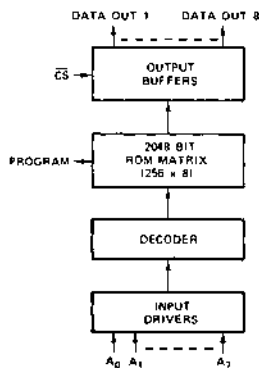 DATA OUT 1 DATA OUT 8
CS
OUTPUT
BUFFERS
PROGRAM
2048 BIT
ROM MATRIX
(256 x 8)
DECODER
INPUT
DRIVERS
A0 A1 A7